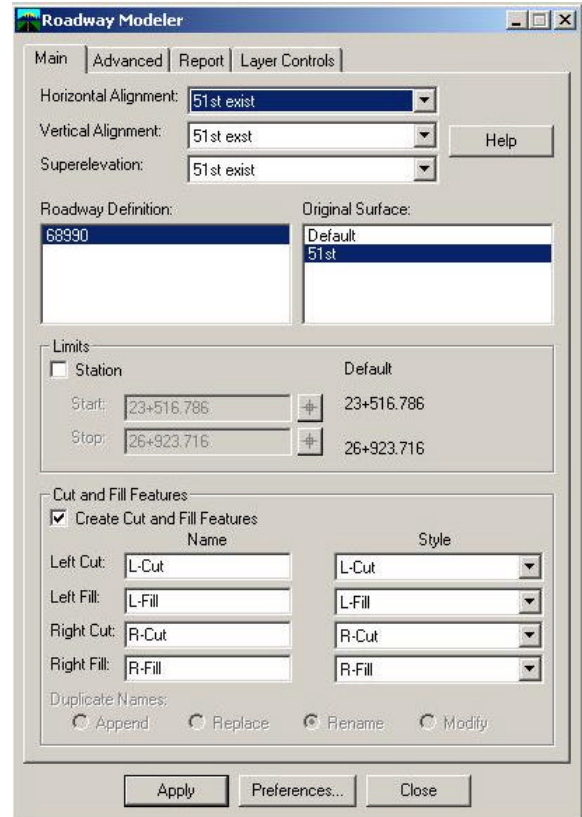 Roadway Modeler
Main Advanced Report Layer Controls
Horizontal Alignment: 51st exist
Vertical Alignment: 51st exst Help
Superelevation: 51st exist
Roadway Definition: Original Surface:
68990 Default
51st
Limits
Station Default
Start: 23+516.786 23+516.786
Stop: 26+923.716 26+923.716
Cut and Fill Features
Create Cut and Fill Features
Name Style
Left Cut: L-Cut L-Cut
Left Fill: L-Fill L-Fill
Right Cut: R-Cut R-Cut
Right Fill: R-Fill R-Fill
Duplicate Names:
Append Replace Rename Modify
Apply Preferences... Close